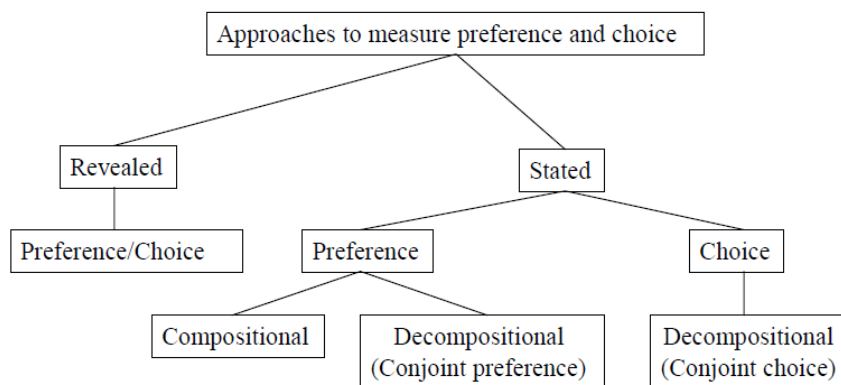 Approaches to measure preference and choice
Revealed
Stated
Preference/Choice
Preference
Choice
Compositional
Decompositional
(Conjoint preference)
Decompositional
(Conjoint choice)